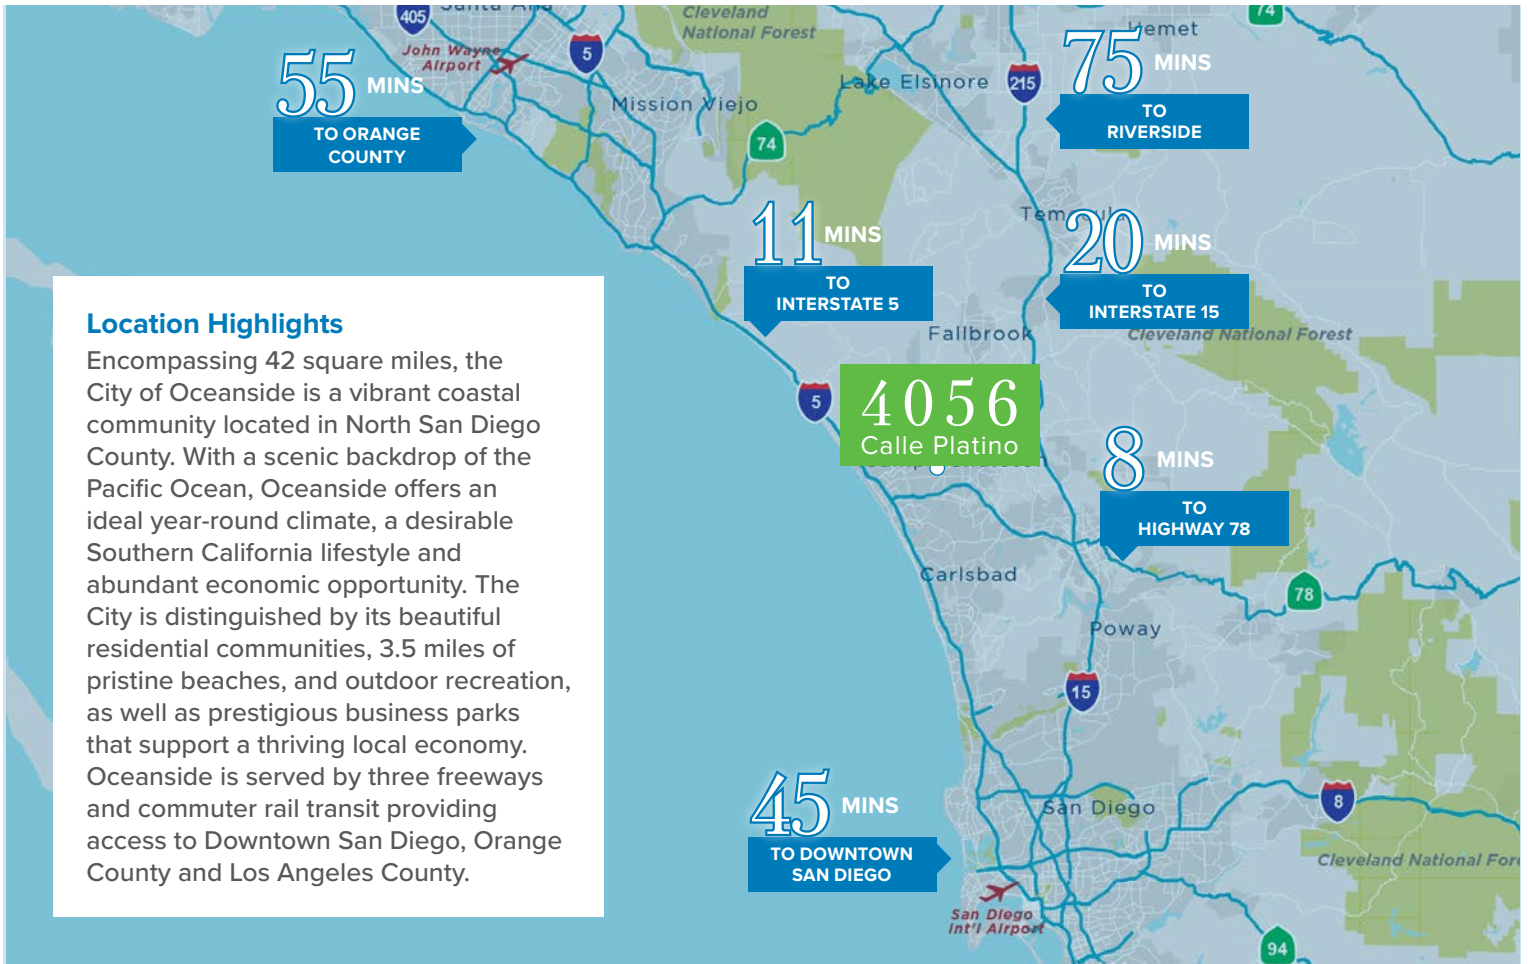 405
Santa Ana
Cleveland
National Forest
74
Hemet
John Wayne
Airport
5
55 MINS
TO ORANGE
COUNTY
Mission Viejo
Lake Elsinore
215
75 MINS
TO
RIVERSIDE
74
11 MINS
TO
INTERSTATE 5
Temecula
20 MINS
TO
INTERSTATE 15
Fallbrook
Cleveland National Forest
5
4056
Calle Platino
8 MINS
TO
HIGHWAY 78
Carlsbad
78
Poway
15
45 MINS
TO DOWNTOWN
SAN DIEGO
San Diego
8
Cleveland National Fore
San Diego
Int'l Airport
94
Location Highlights
Encompassing 42 square miles, the
City of Oceanside is a vibrant coastal
community located in North San Diego
County. With a scenic backdrop of the
Pacific Ocean, Oceanside offers an
ideal year-round climate, a desirable
Southern California lifestyle and
abundant economic opportunity. The
City is distinguished by its beautiful
residential communities, 3.5 miles of
pristine beaches, and outdoor recreation,
as well as prestigious business parks
that support a thriving local economy.
Oceanside is served by three freeways
and commuter rail transit providing
access to Downtown San Diego, Orange
County and Los Angeles County.